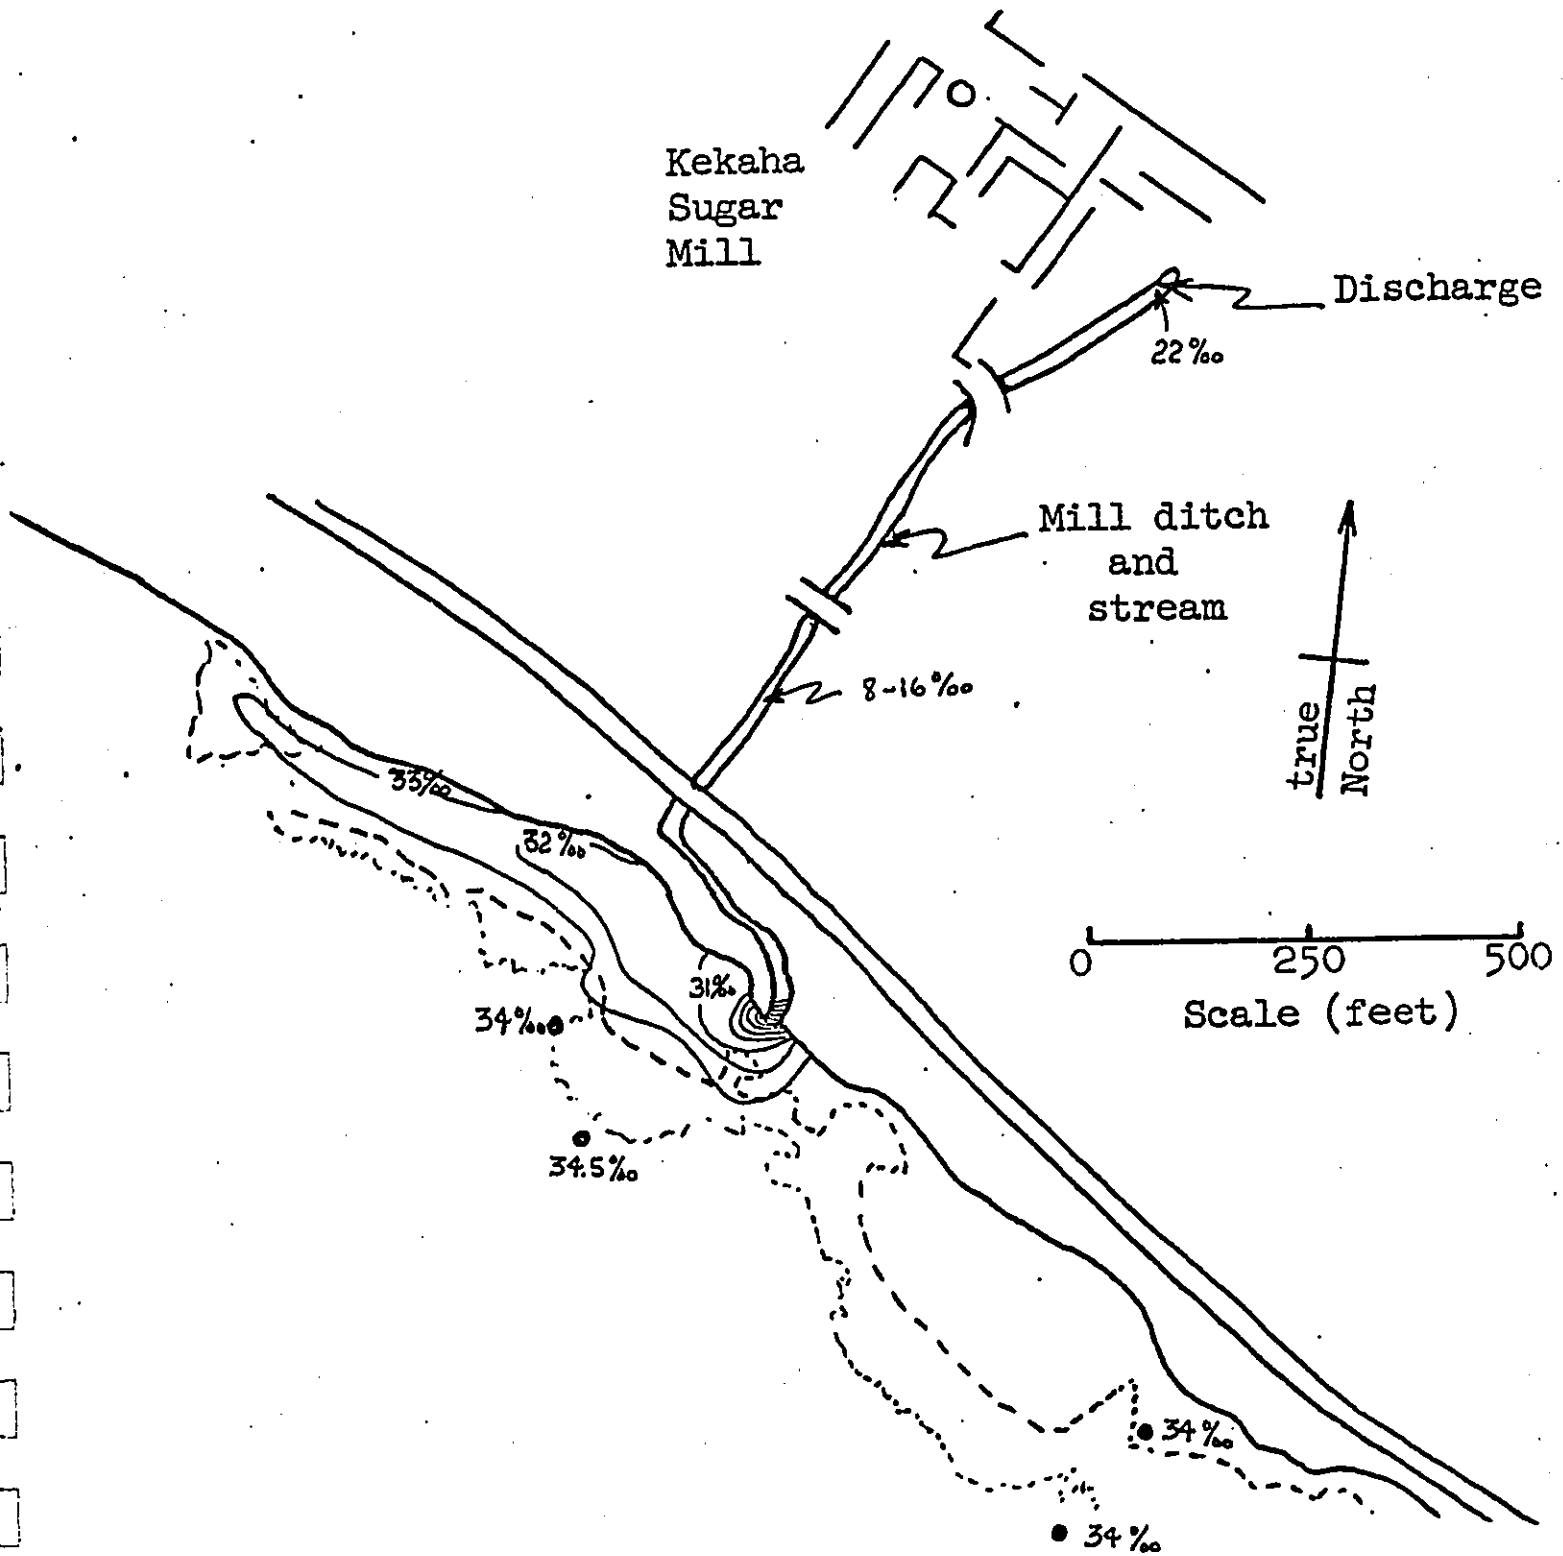 Kekaha
Sugar
Mill
Discharge
22‰
Mill ditch
and
stream
8-16‰
true
North
33‰
32‰
31‰
0 250 500
Scale (feet)
34‰
34.5‰
34‰
34‰